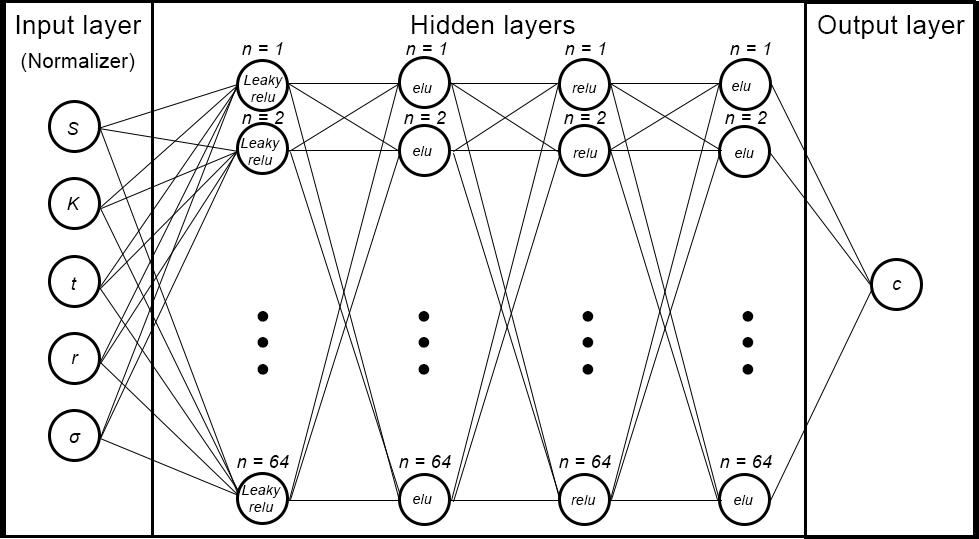 Input layer
(Normalizer)
Hidden layers
Output layer
n = 1
n = 1
n = 1
n = 1
Leaky
relu
elu
relu
elu
n = 2
n = 2
n = 2
n = 2
Leaky
relu
elu
relu
elu
S
K
t
r
σ
c
n = 64
n = 64
n = 64
n = 64
Leaky
relu
elu
relu
elu